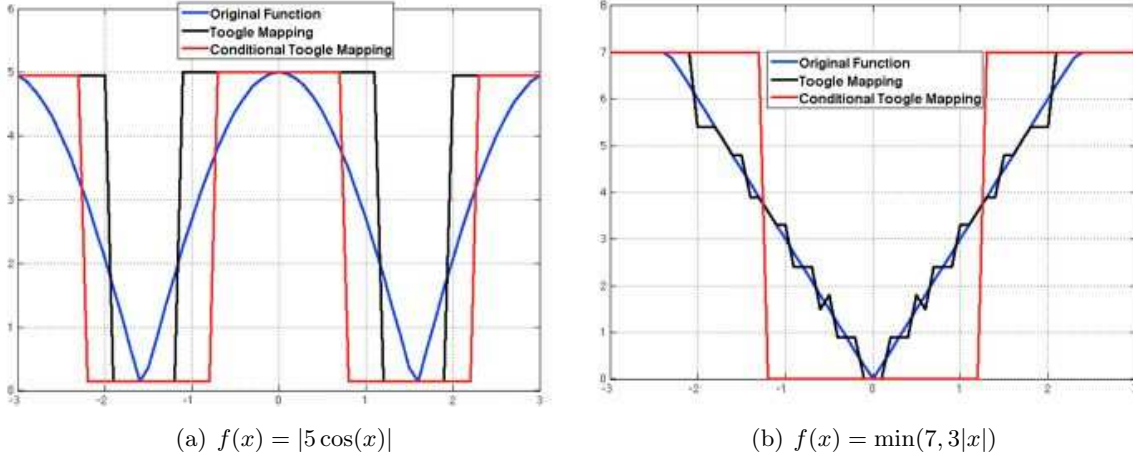 6
5
4
3
2
1
0
-3 -2 -1 0 1 2 3
Original Function
Toogle Mapping
Conditional Toogle Mapping
(a) f(x) = |5 cos(x)|
8
7
6
5
4
3
2
1
0
-3 -2 -1 0 1 2 3
Original Function
Toogle Mapping
Conditional Toogle Mapping
(b) f(x) = min(7, 3|x|)